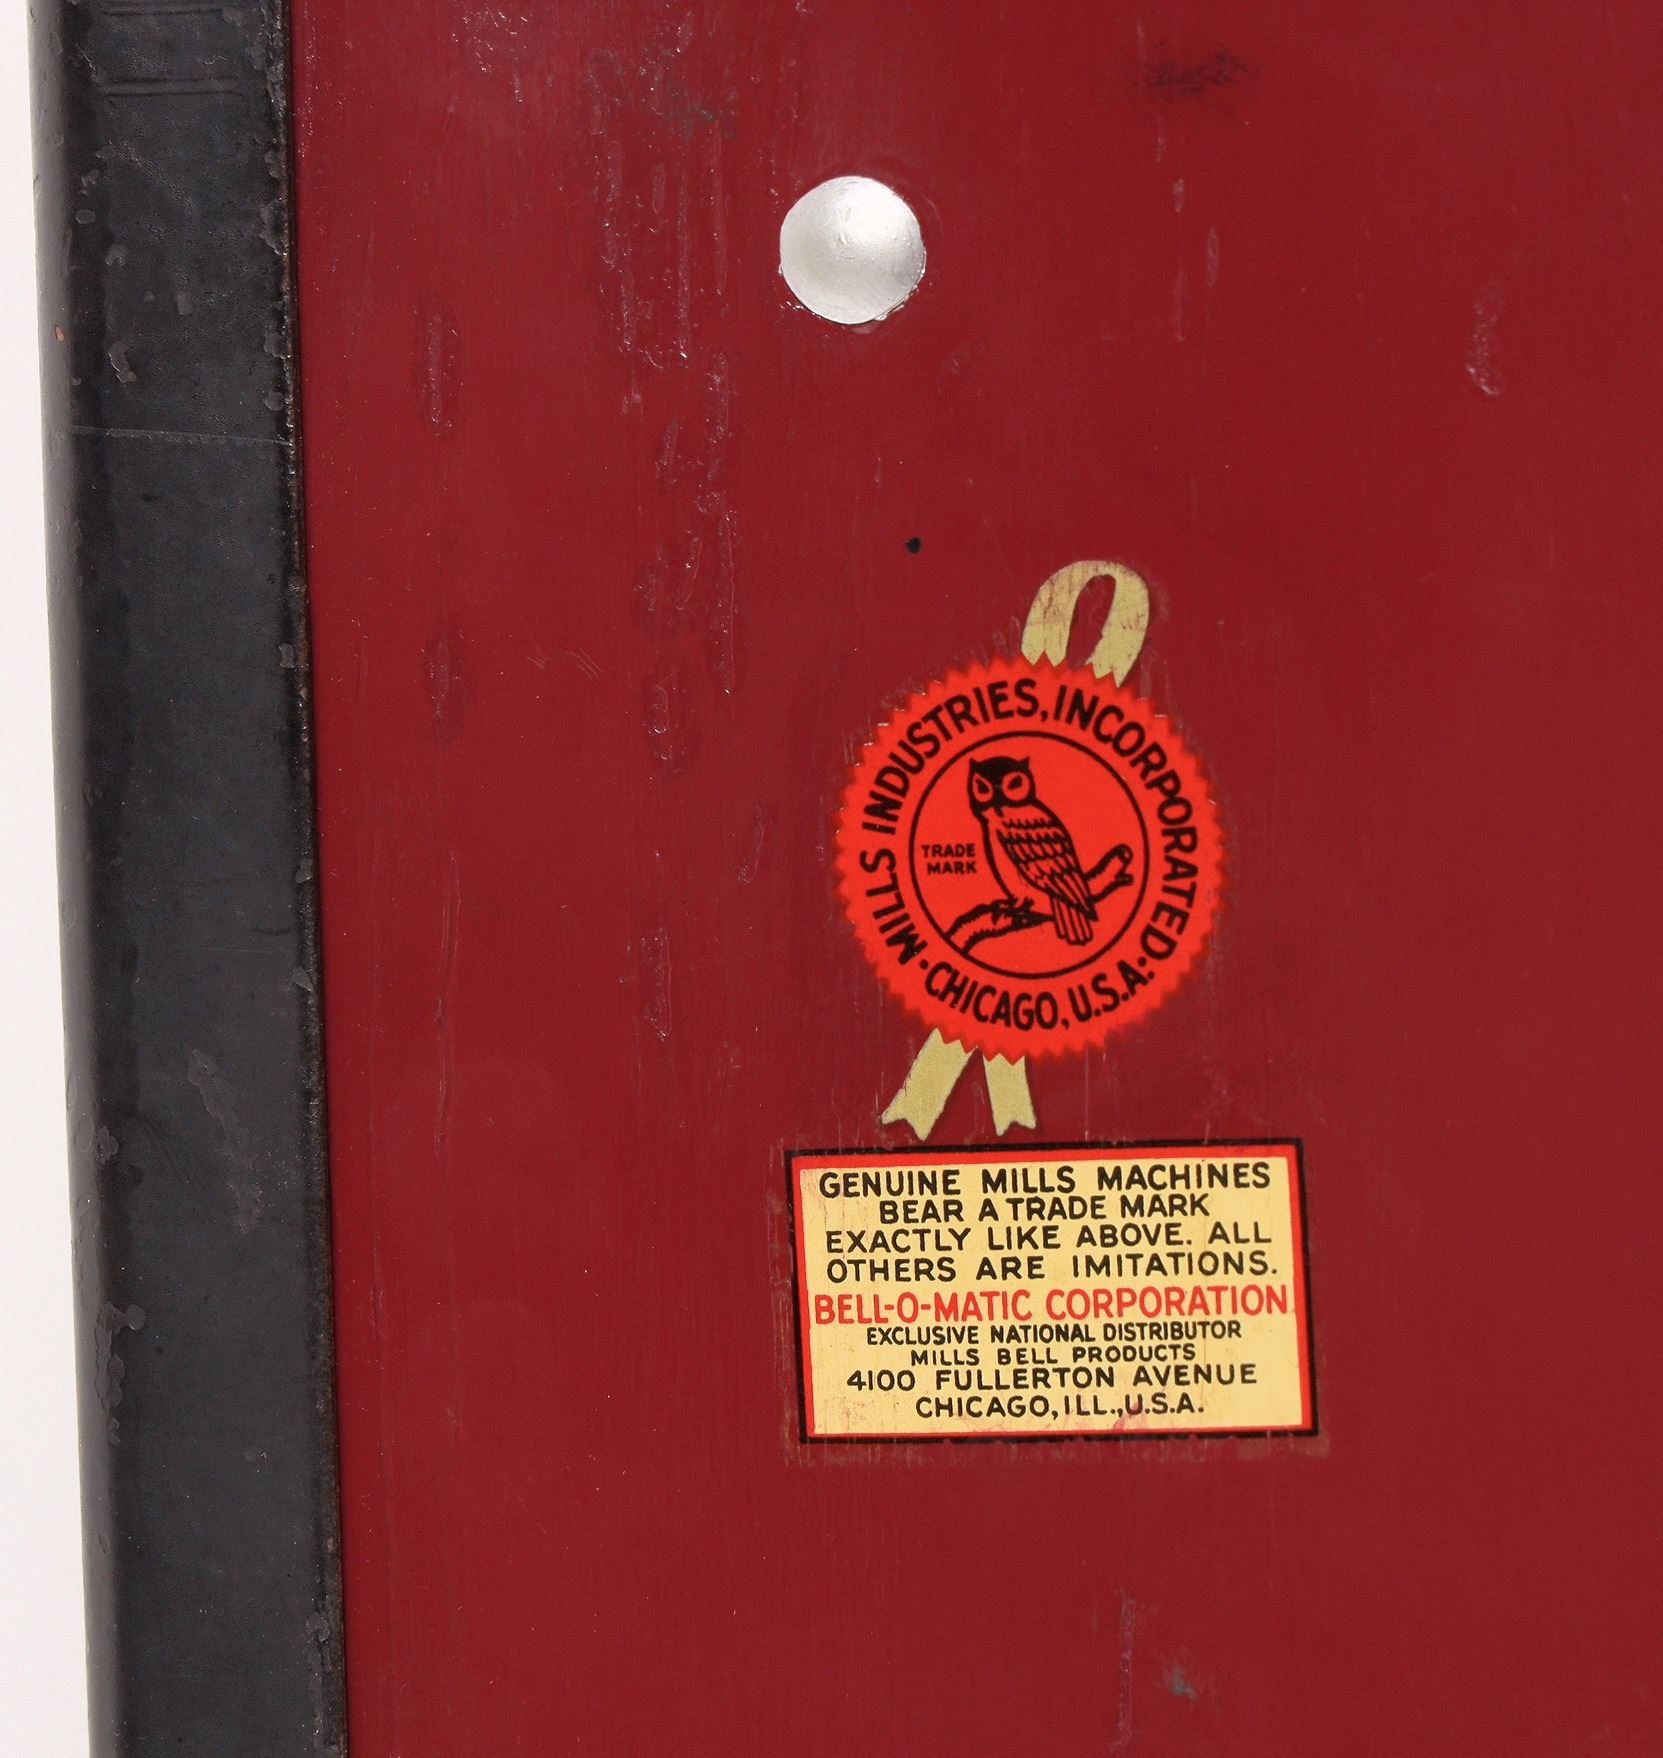 MILLS INDUSTRIES, INCORPORATED·
·CHICAGO, U.S.A.
TRADE
MARK
GENUINE MILLS MACHINES
BEAR A TRADE MARK
EXACTLY LIKE ABOVE. ALL
OTHERS ARE IMITATIONS.
BELL-O-MATIC CORPORATION
EXCLUSIVE NATIONAL DISTRIBUTOR
MILLS BELL PRODUCTS
4100 FULLERTON AVENUE
CHICAGO, ILL., U.S.A.